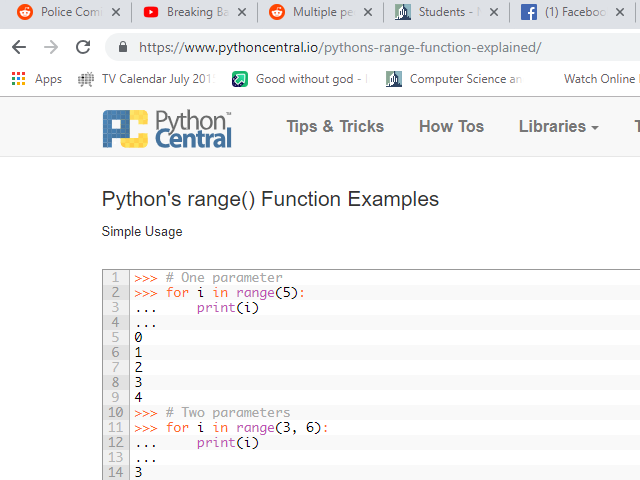 Police Com
Breaking Ba
Multiple pe
Students -
(1) Faceboo
https://www.pythoncentral.io/pythons-range-function-explained/
Apps
TV Calendar July 201
Good without god -
Computer Science an
Watch Online
Python™
Central
Tips & Tricks
How Tos
Libraries
Python's range() Function Examples
Simple Usage
1 >>> # One parameter
2 >>> for i in range(5):
3 ...     print(i)
4 ...
5 0
6 1
7 2
8 3
9 4
10 >>> # Two parameters
11 >>> for i in range(3, 6):
12 ...     print(i)
13 ...
14 3